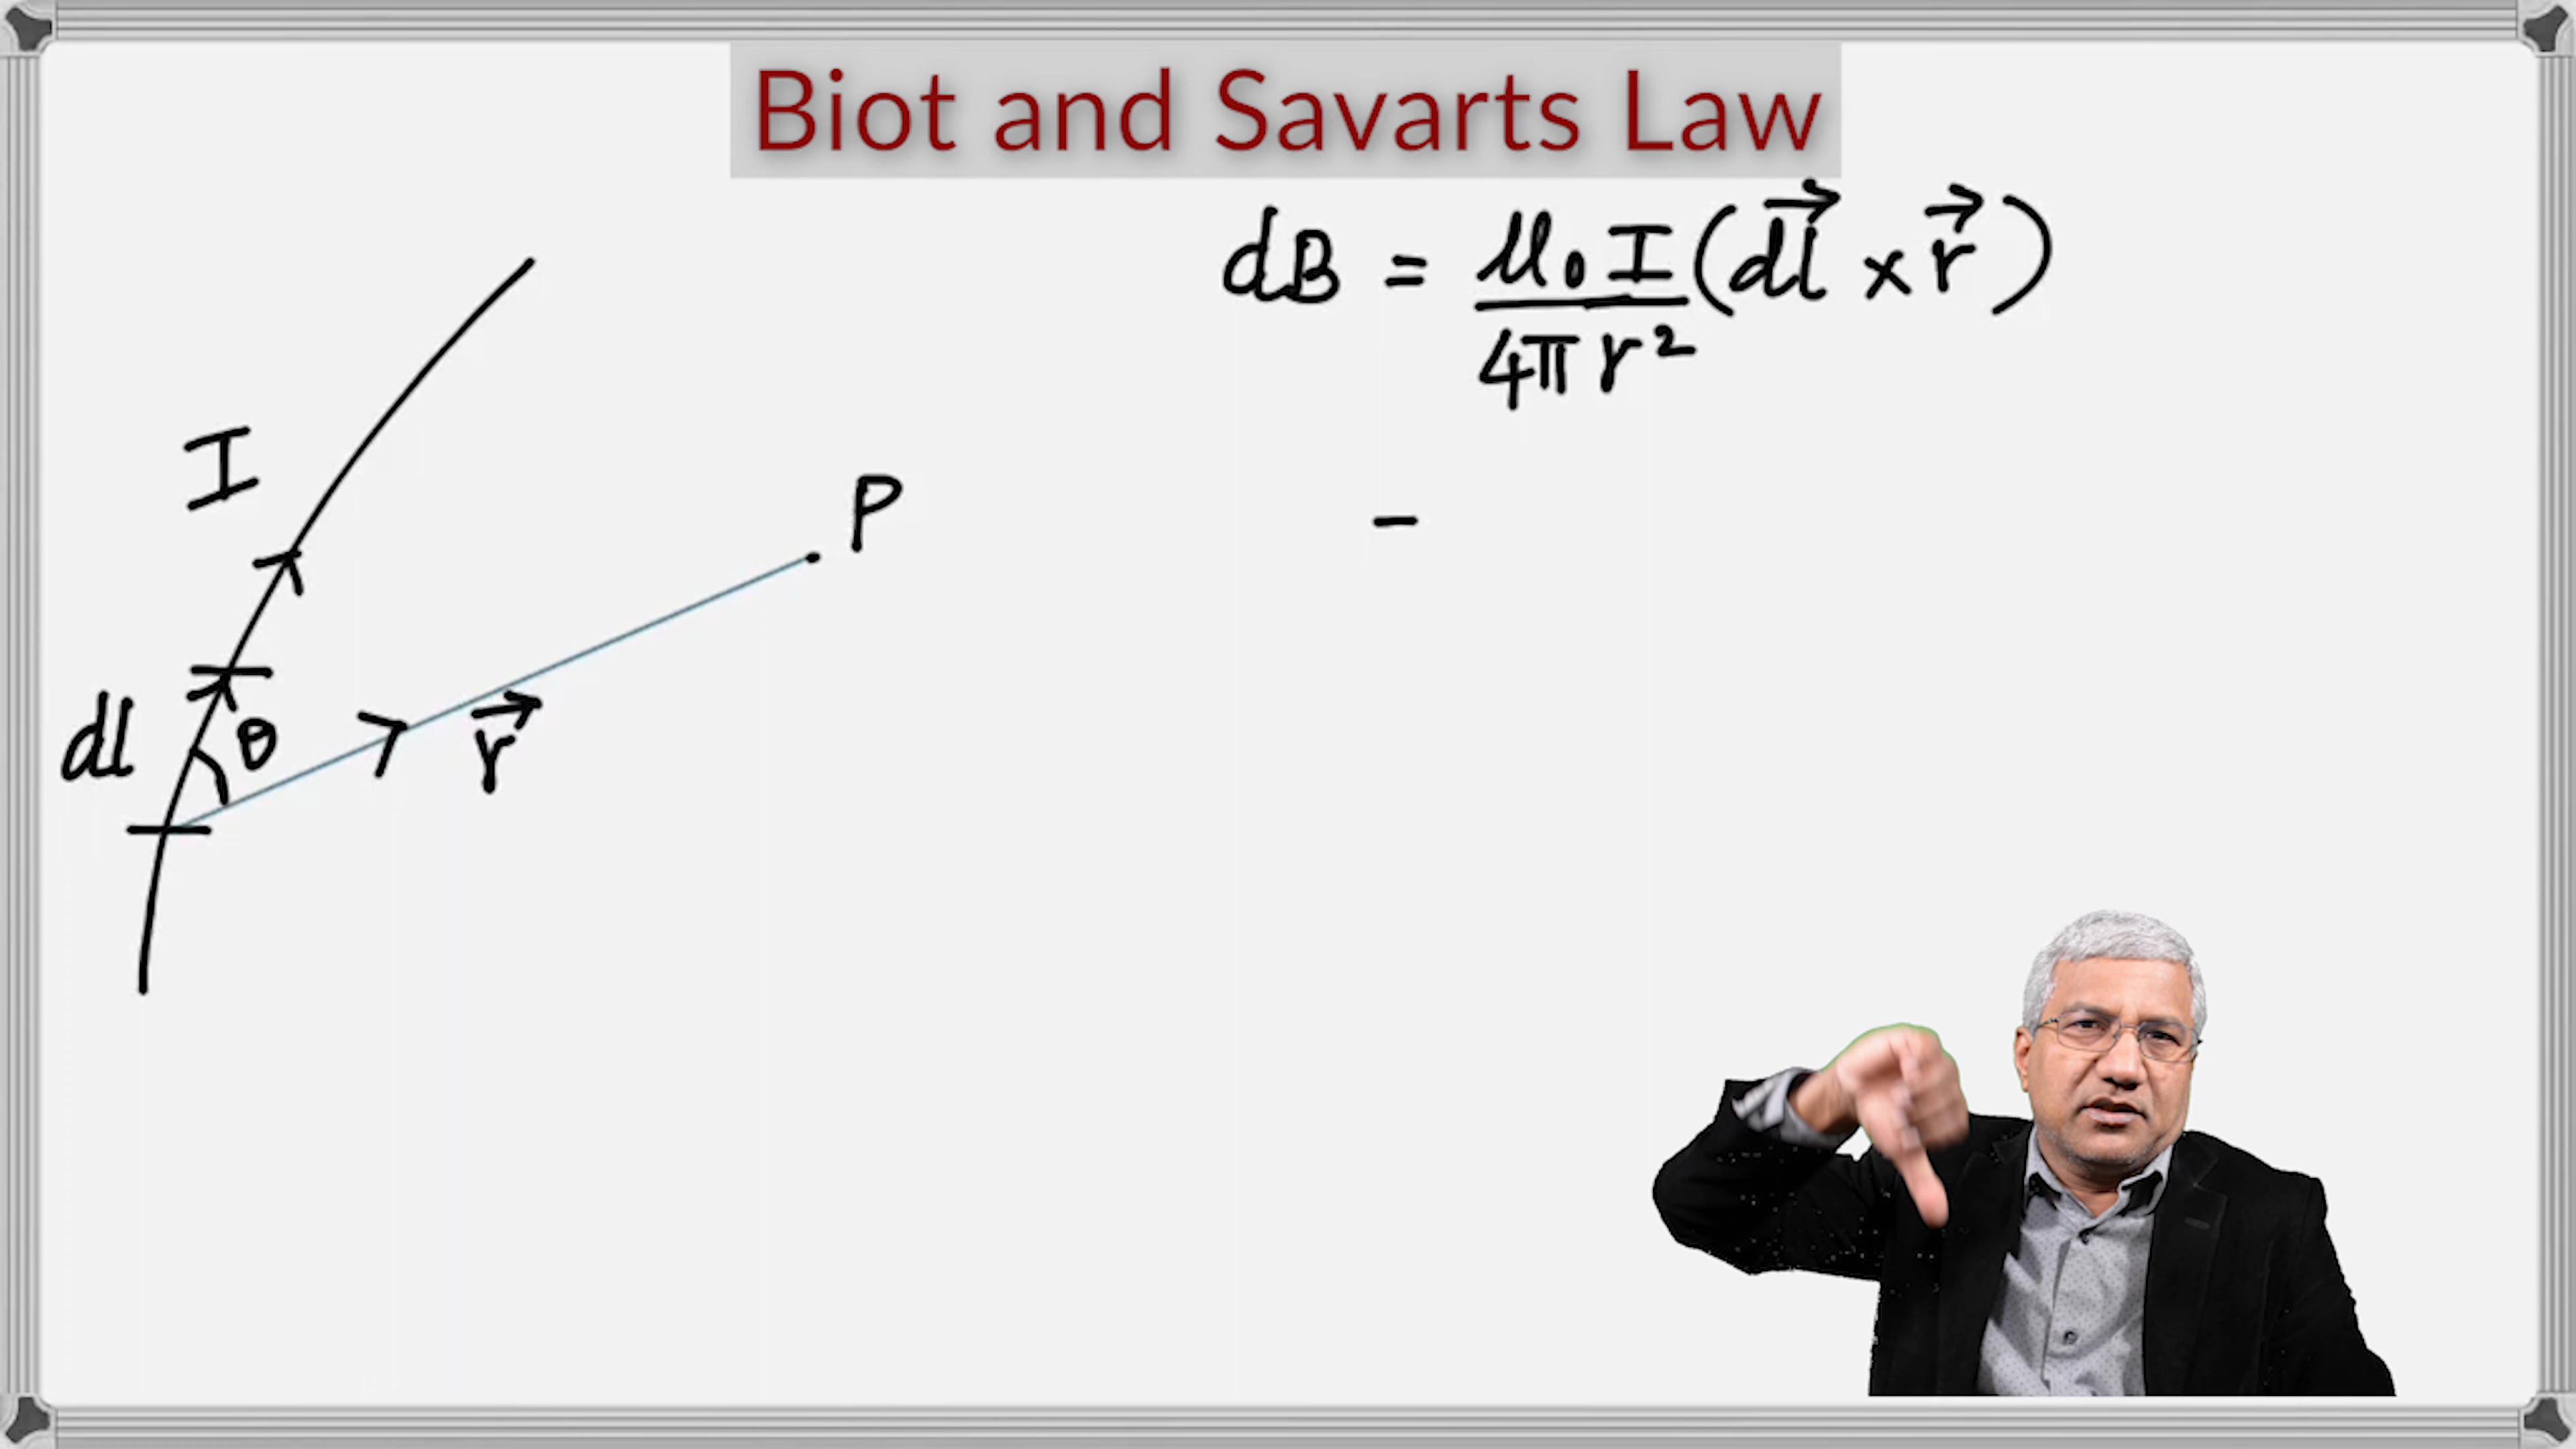 Biot and Savarts Law
dB = μ₀I/4πr² (d⃗l × r⃗)
I
P
-
dl θ r⃗